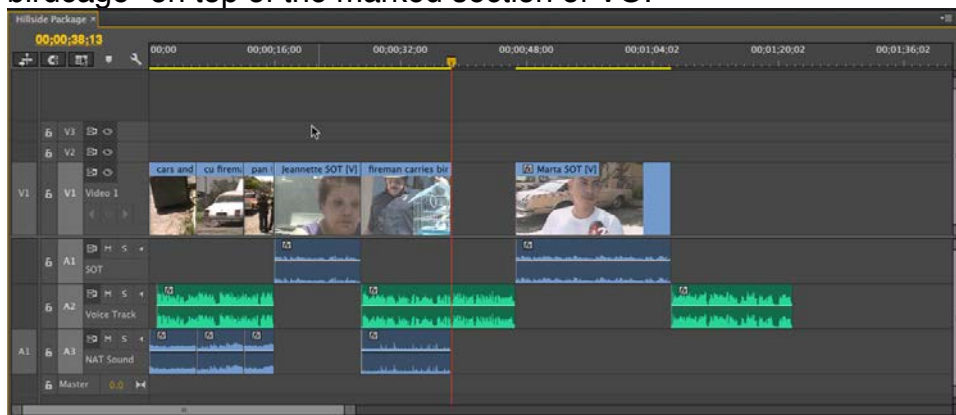 birdcage" on top of the marked section of VO.
Hillside Package ×
00;00;38;13
00;00 00;00;16;00 00;00;32;00 00;00;48;00 00;01;04;02 00;01;20;02 00;01;36;02
V3
V2
cars and cu firema pan Jeannette SOT [V] fireman carries bir Marta SOT [V]
V1 V1 Video 1
A1 M S
SOT
A2 M S
Voice Track
M S
A1 A3 NAT Sound
Master 0.0